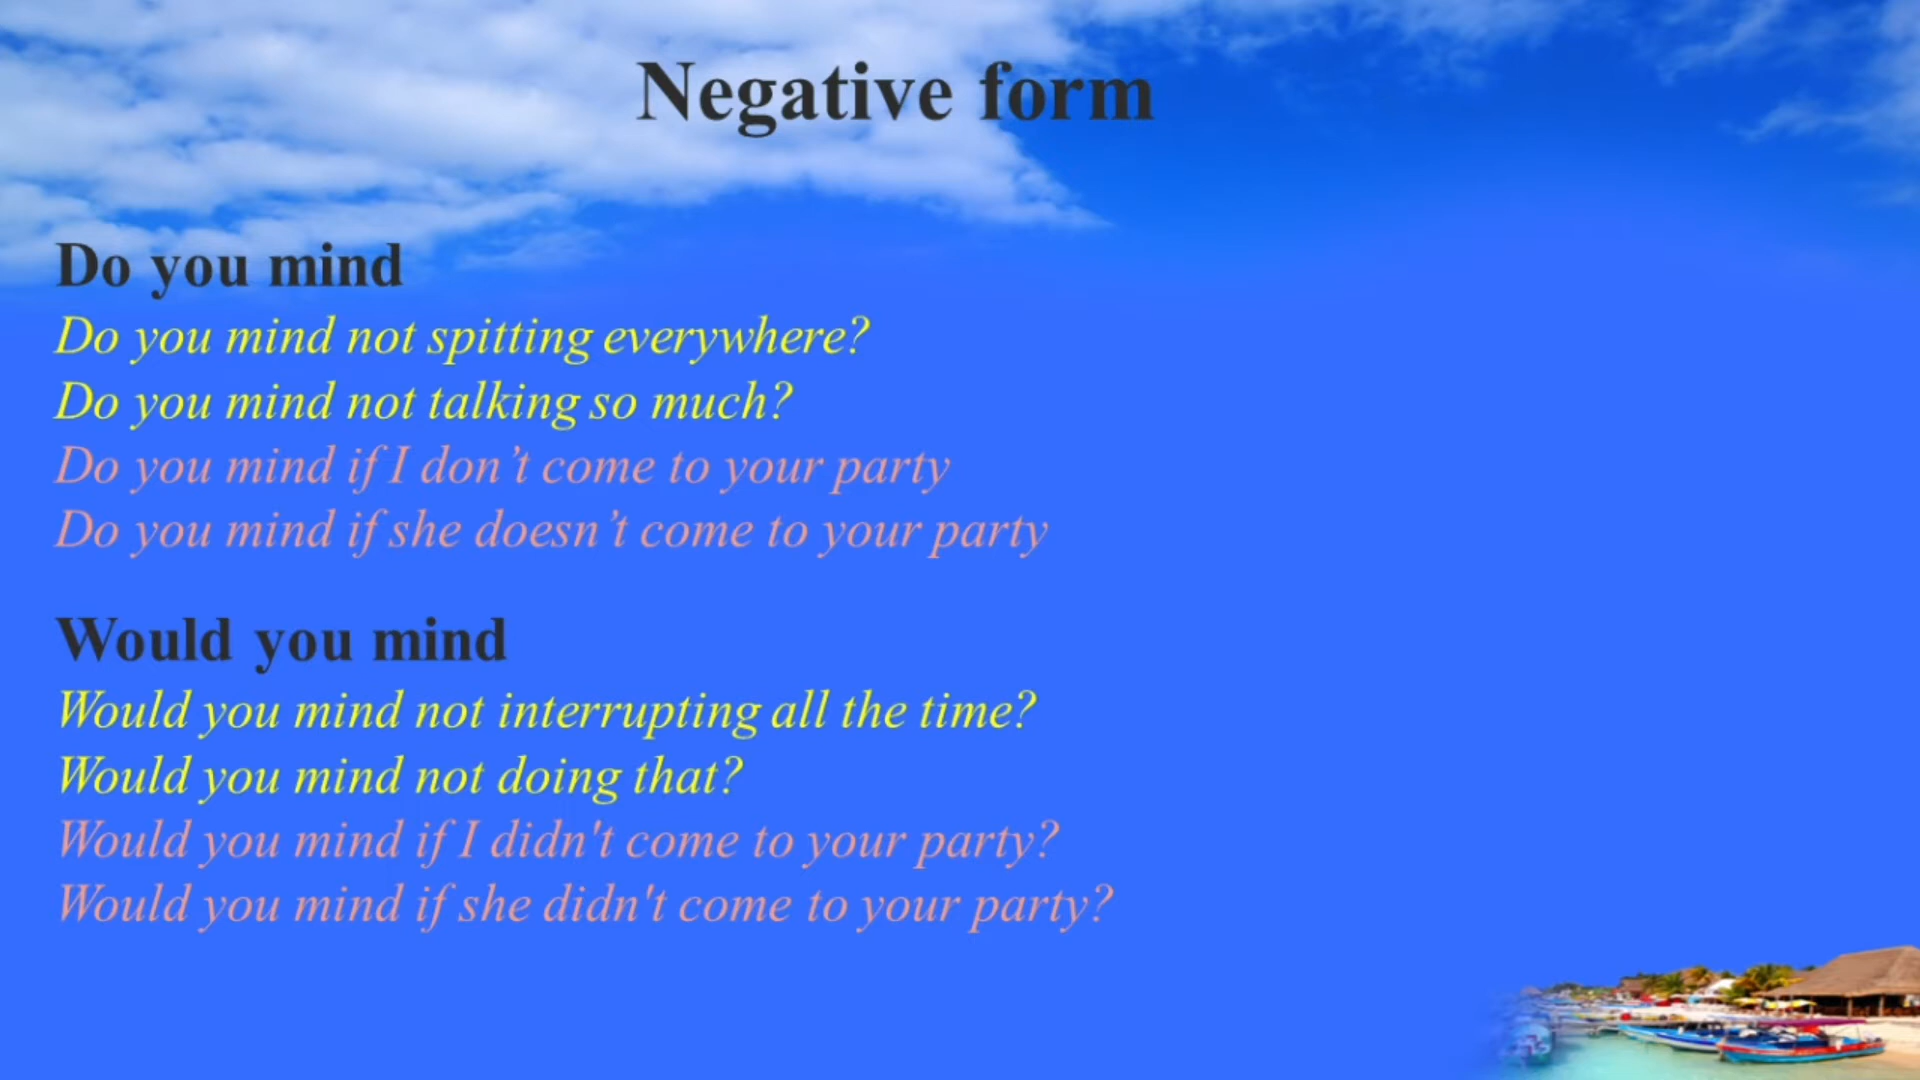 Negative form
Do you mind
Do you mind not spitting everywhere?
Do you mind not talking so much?
Do you mind if I don’t come to your party
Do you mind if she doesn’t come to your party
Would you mind
Would you mind not interrupting all the time?
Would you mind not doing that?
Would you mind if I didn't come to your party?
Would you mind if she didn't come to your party?